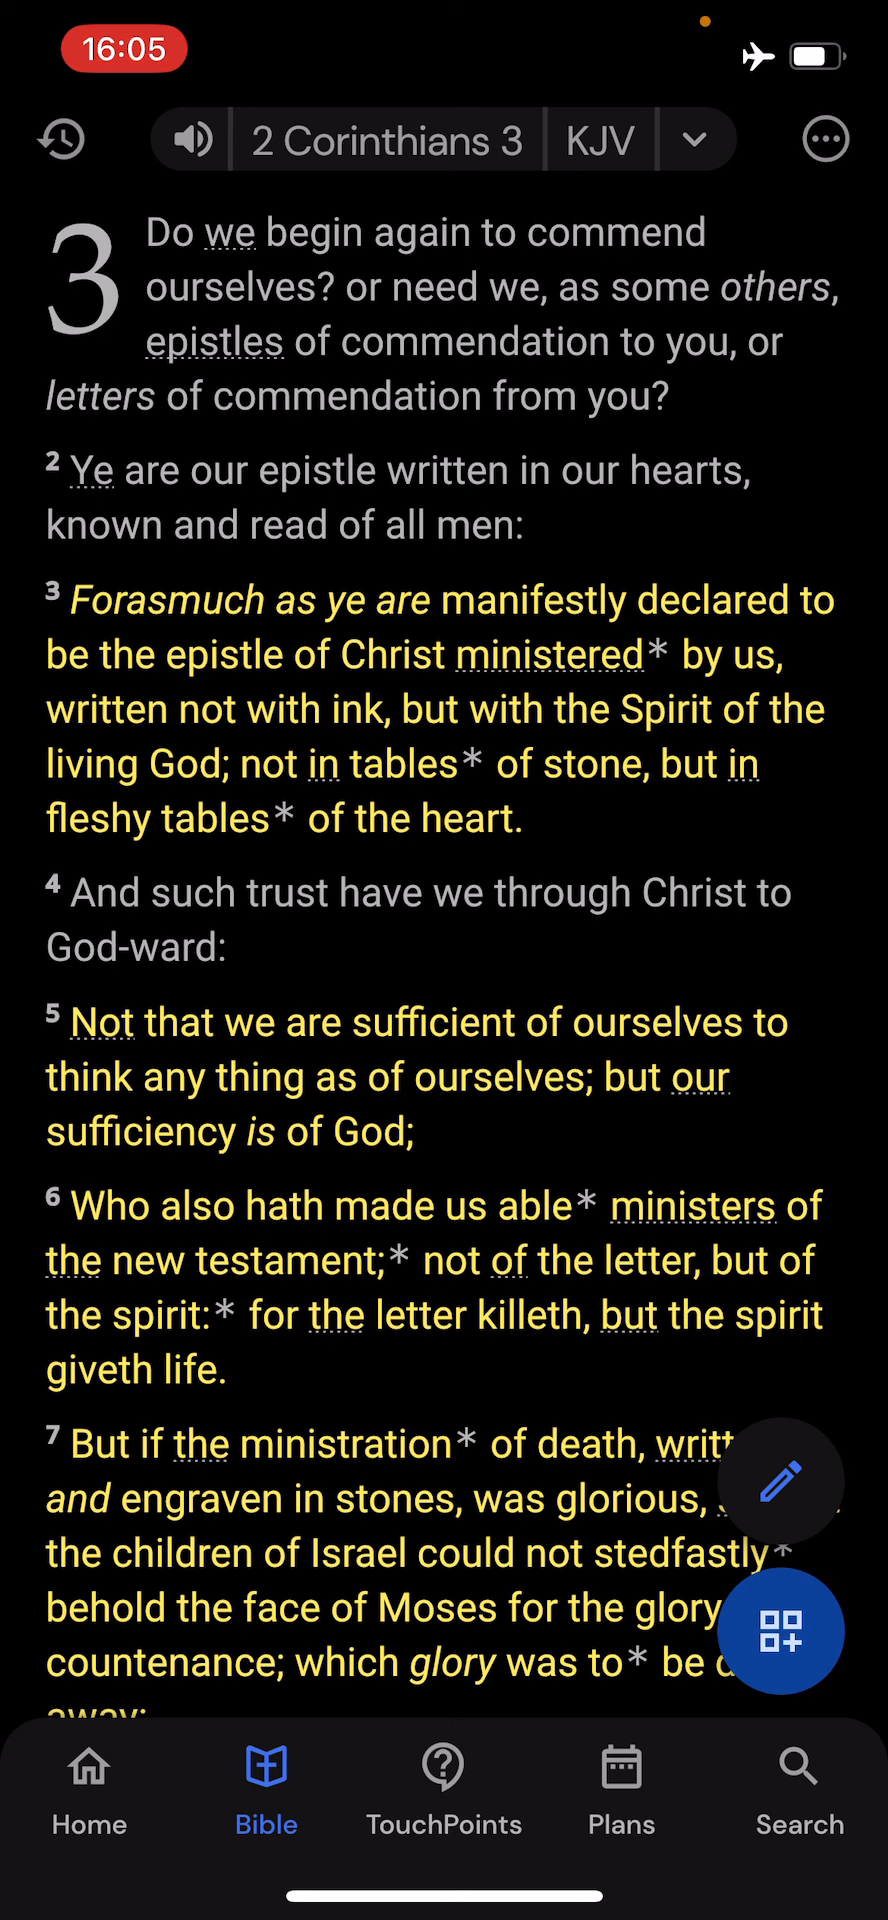 16:05
2 Corinthians 3 KJV
3 Do we begin again to commend
ourselves? or need we, as some others,
epistles of commendation to you, or
letters of commendation from you?
2 Ye are our epistle written in our hearts,
known and read of all men:
3 Forasmuch as ye are manifestly declared to
be the epistle of Christ ministered* by us,
written not with ink, but with the Spirit of the
living God; not in tables* of stone, but in
fleshy tables* of the heart.
4 And such trust have we through Christ to
God-ward:
5 Not that we are sufficient of ourselves to
think any thing as of ourselves; but our
sufficiency is of God;
6 Who also hath made us able* ministers of
the new testament;* not of the letter, but of
the spirit:* for the letter killeth, but the spirit
giveth life.
7 But if the ministration* of death, writt
and engraven in stones, was glorious,
the children of Israel could not stedfastly*
behold the face of Moses for the glory
countenance; which glory was to* be
away:
Home Bible TouchPoints Plans Search